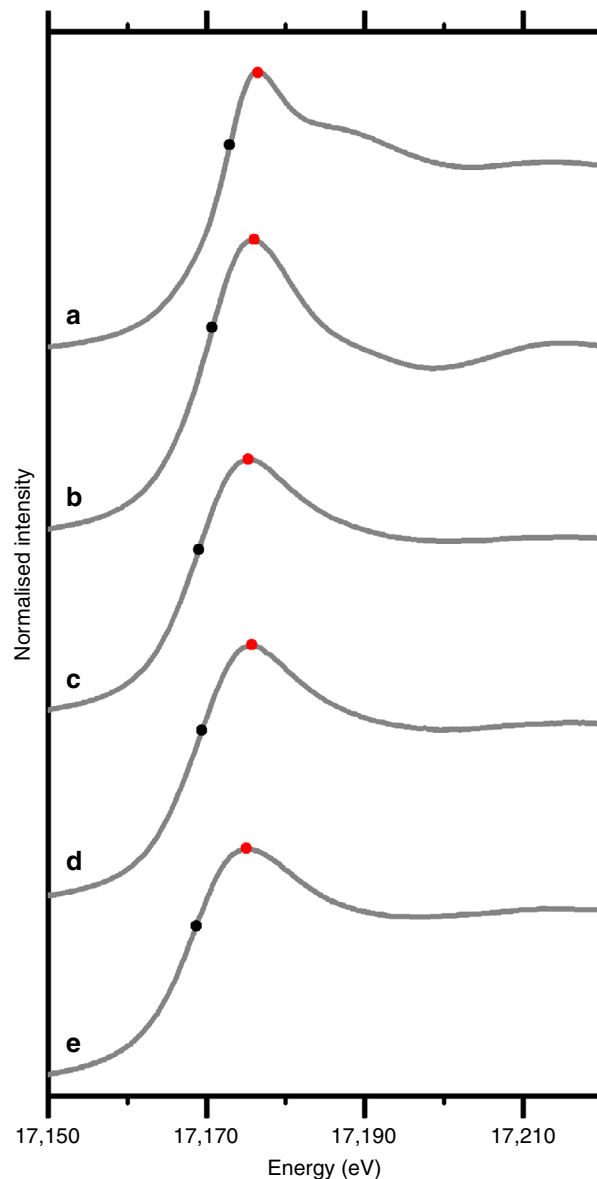 a
b
c
d
e
Normalised intensity
17,150 17,170 17,190 17,210
Energy (eV)